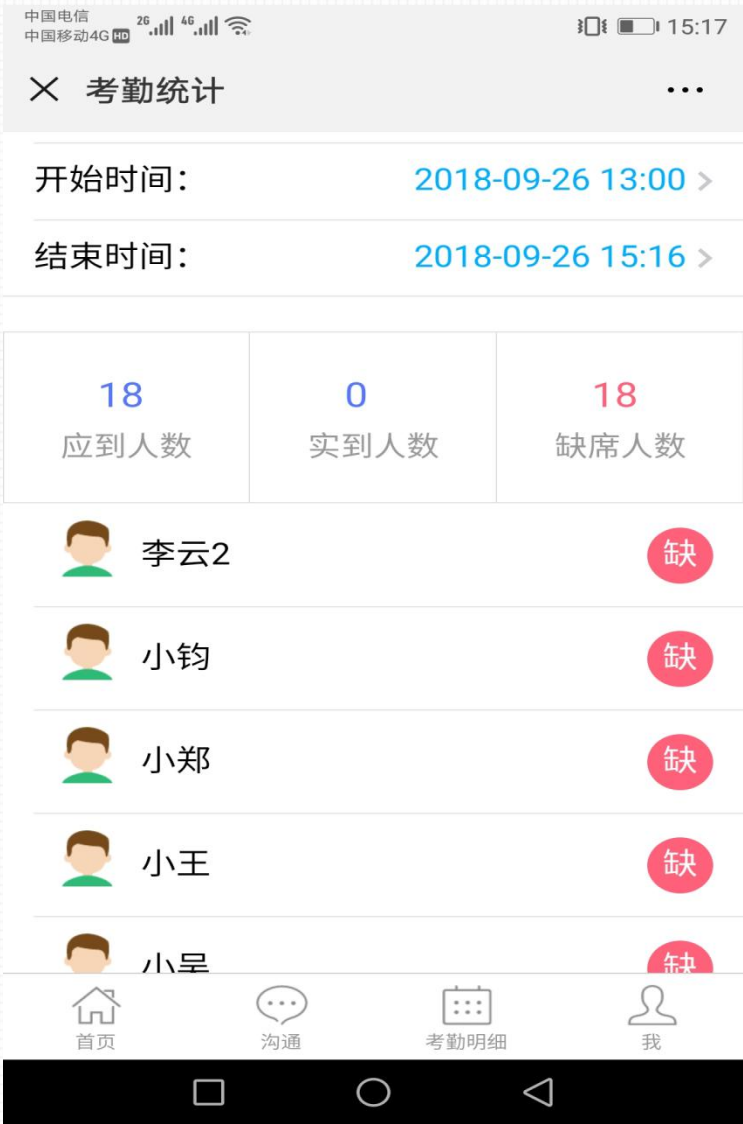 中国电信
中国移动4G HD 2G 4G 15:17
考勤统计
开始时间： 2018-09-26 13:00
结束时间： 2018-09-26 15:16
18 0 18
应到人数 实到人数 缺席人数
李云2 缺
小钧 缺
小郑 缺
小王 缺
小吴 缺
首页 沟通 考勤明细 我